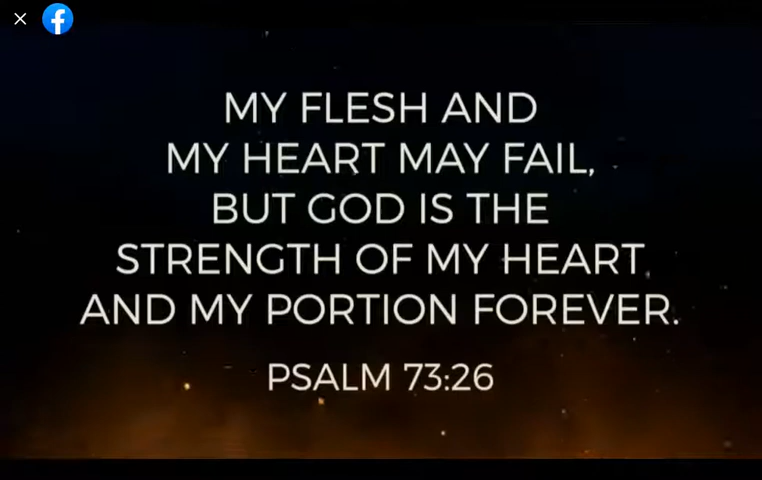 MY FLESH AND
MY HEART MAY FAIL,
BUT GOD IS THE
STRENGTH OF MY HEART
AND MY PORTION FOREVER.
PSALM 73:26